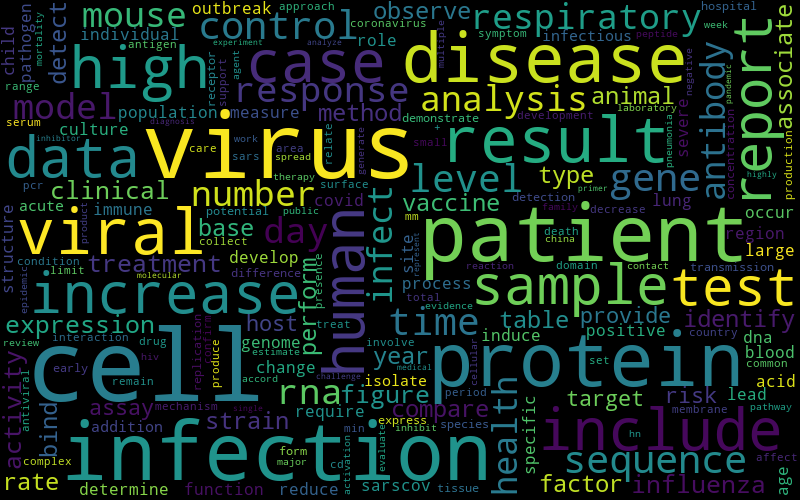 outbreak approach hospital
child pathogen mouse control observe respiratory
mortality coronavirus week
individual role symptom infectious peptide
detect antigen experiment analyze
high case disease report associate
range agent receptor support response multiple negative pandemic
model population measure method analysis animal laboratory
serum culture demonstrate development severe antibody
virus result
diagnosis inhibitor care work area relate generate + small pneumonia concentration production
data sars spread therapy level type gene highly
pcr clinical number surface detection primer
acute immune potential public covid vaccine family decrease lung occur
structure product viral base collect day human infect site mm death china patient region large
condition treatment develop process domain contact transmission
epidemic limit molecular difference presente represent reaction
increase perform total evidence sample test
expression host treat time table provide identify
review interaction drug hiv replication confirm produce genome estimate involve medical induce positive country dna
cell change challenge year cellular protein set blood common
early remain accord isolate period acid
activity antiviral rna figure target risk lead
assay mechanism single require compare specific membrane pathway
bind addition strain min express inhibit species health include
infection form major activation evaluate hn
complex cd sequence affect
rate determine function reduce sarscov tissue factor influenza age